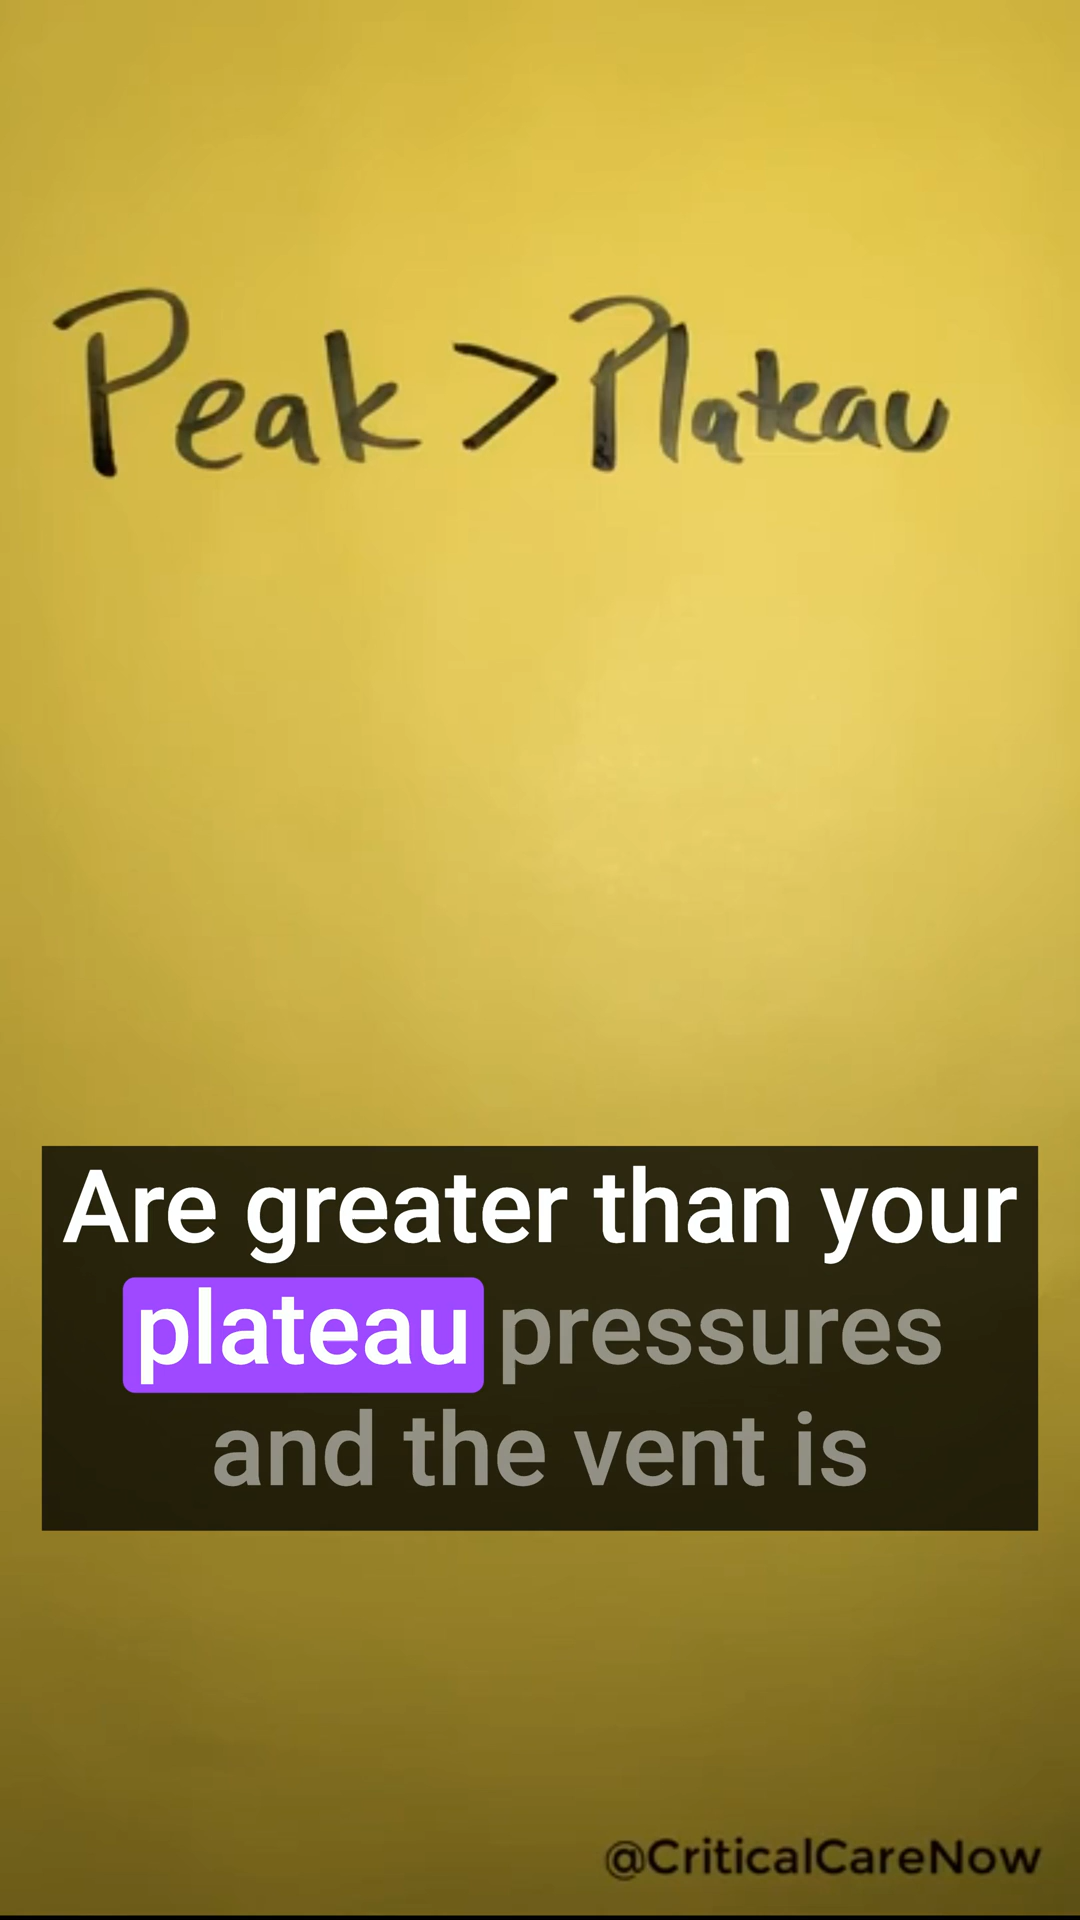 Peak > Plateau
Are greater than your
plateau pressures
and the vent is
@CriticalCareNow